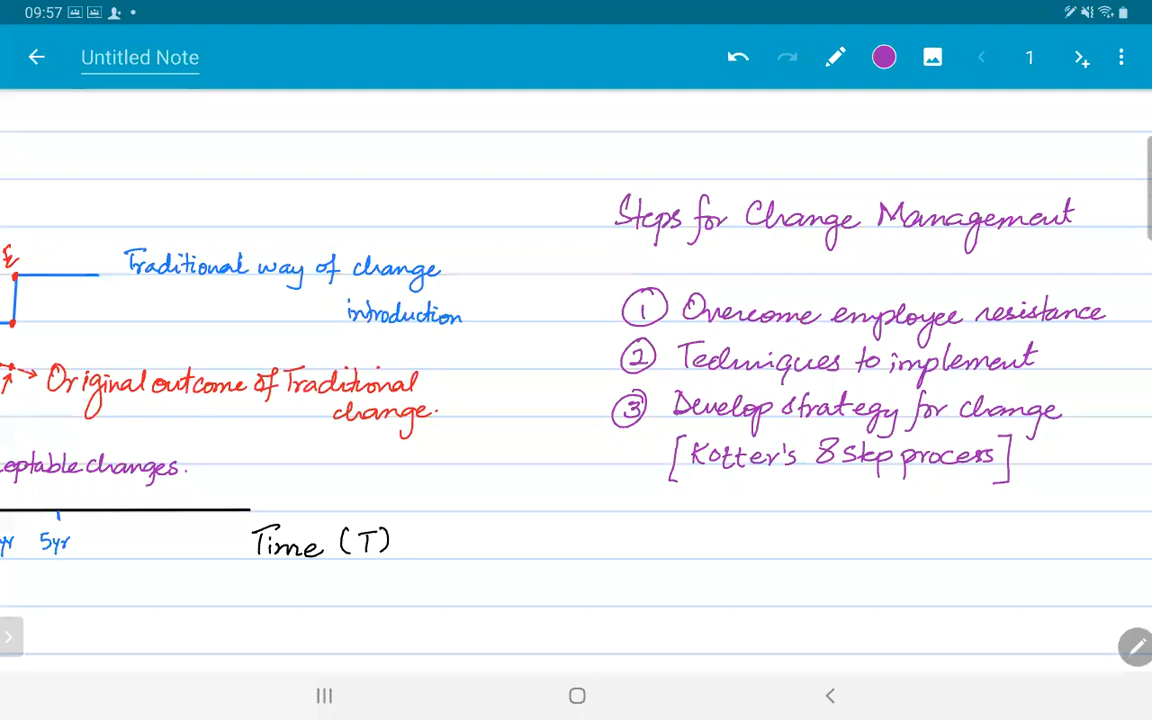 09:57
Untitled Note
1
Steps for Change Management
Traditional way of change
introduction
① Overcome employee resistance
② Techniques to implement
③ Develop strategy for change
[Kotter's 8 step process]
Original outcome of Traditional
change.
eptable changes.
yr 5yr
Time (T)